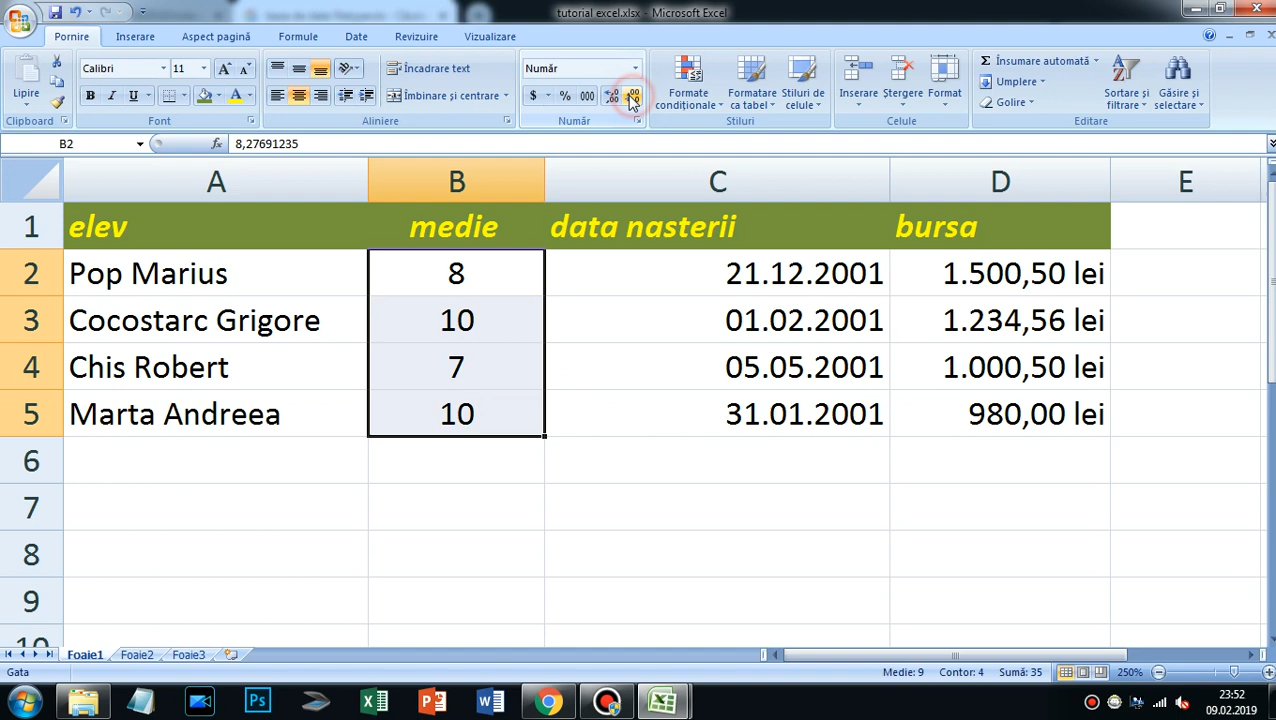 tutorial excel.xlsx - Microsoft Excel
Pornire Inserare Aspect pagină Formule Date Revizuire Vizualizare
Lipire
Clipboard
Calibri 11
B I U A
Font
Încadrare text
Îmbinare și centrare
Aliniere
Număr
$ % 000
Număr
Formate condiționale
Formatare ca tabel
Stiluri de celule
Stiluri
Inserare Ștergere Format
Celule
Σ Însumare automată
Umplere
Golire
Sortare și filtrare
Găsire și selectare
Editare
B2 fx 8,27691235
A B C D E
1 elev medie data nasterii bursa
2 Pop Marius 8 21.12.2001 1.500,50 lei
3 Cocostarc Grigore 10 01.02.2001 1.234,56 lei
4 Chis Robert 7 05.05.2001 1.000,50 lei
5 Marta Andreea 10 31.01.2001 980,00 lei
6
7
8
9
10
Foaie1 Foaie2 Foaie3
Gata Medie: 9 Contor: 4 Sumă: 35 250%
23:52
09.02.2019